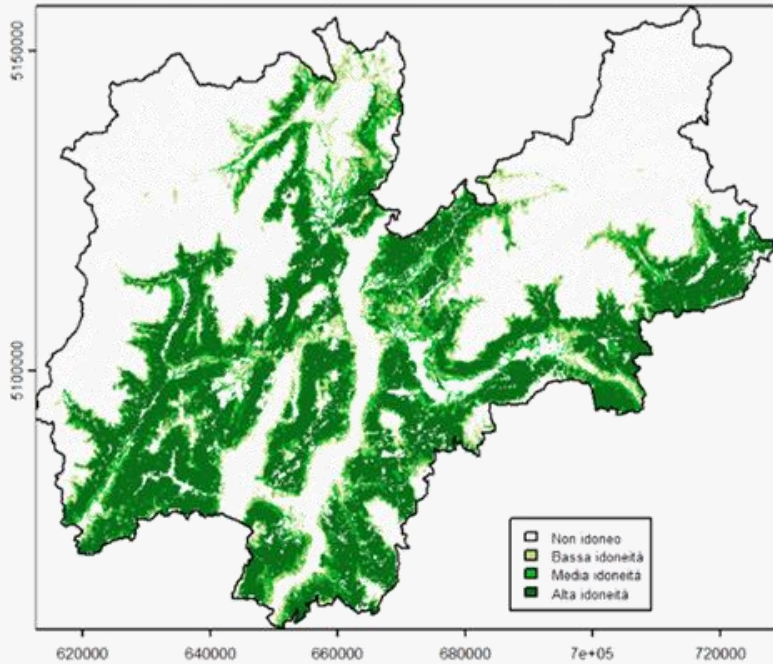 5150000
5100000
Non idoneo
Bassa idoneità
Media idoneità
Alta idoneità
620000 640000 660000 680000 7e+05 720000